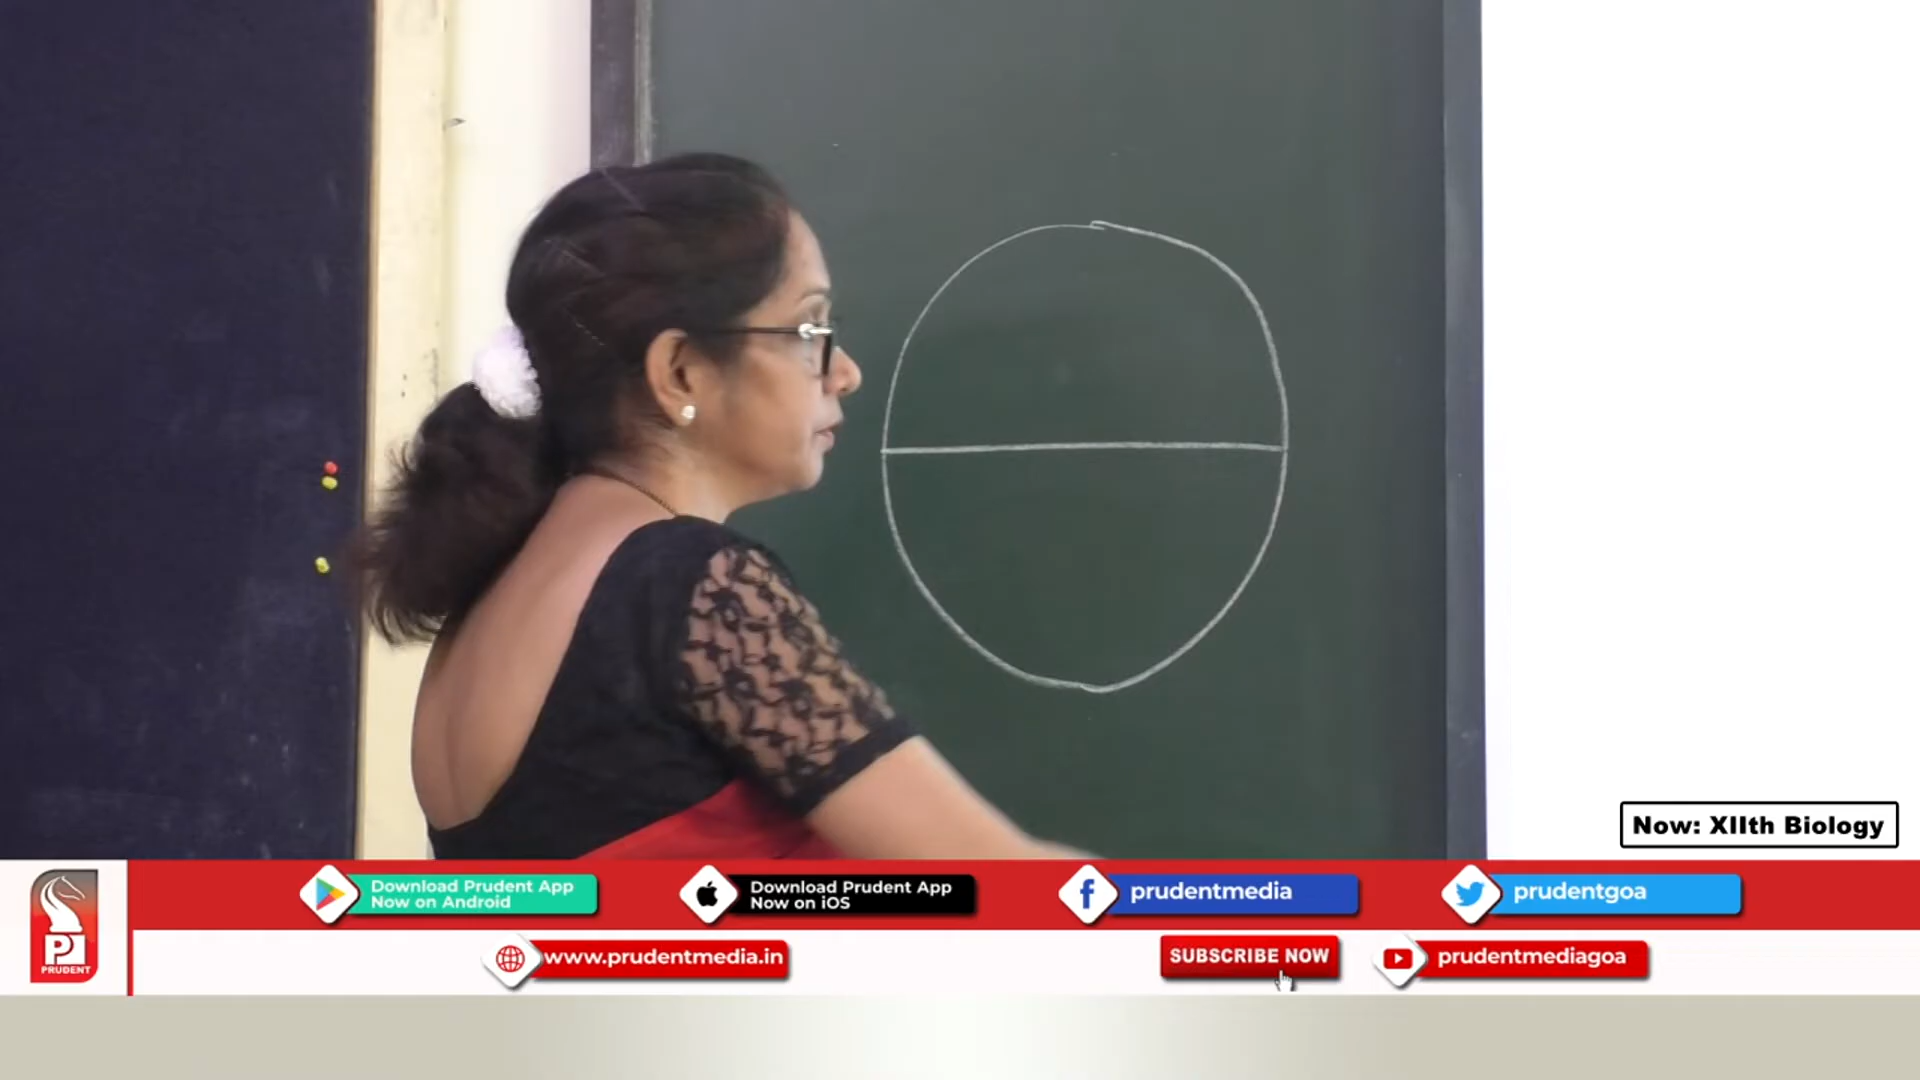 Now: XIIth Biology
Download Prudent App
Now on Android
Download Prudent App
Now on iOS
prudentmedia
prudentgoa
PRUDENT
www.prudentmedia.in
SUBSCRIBE NOW
prudentmediagoa